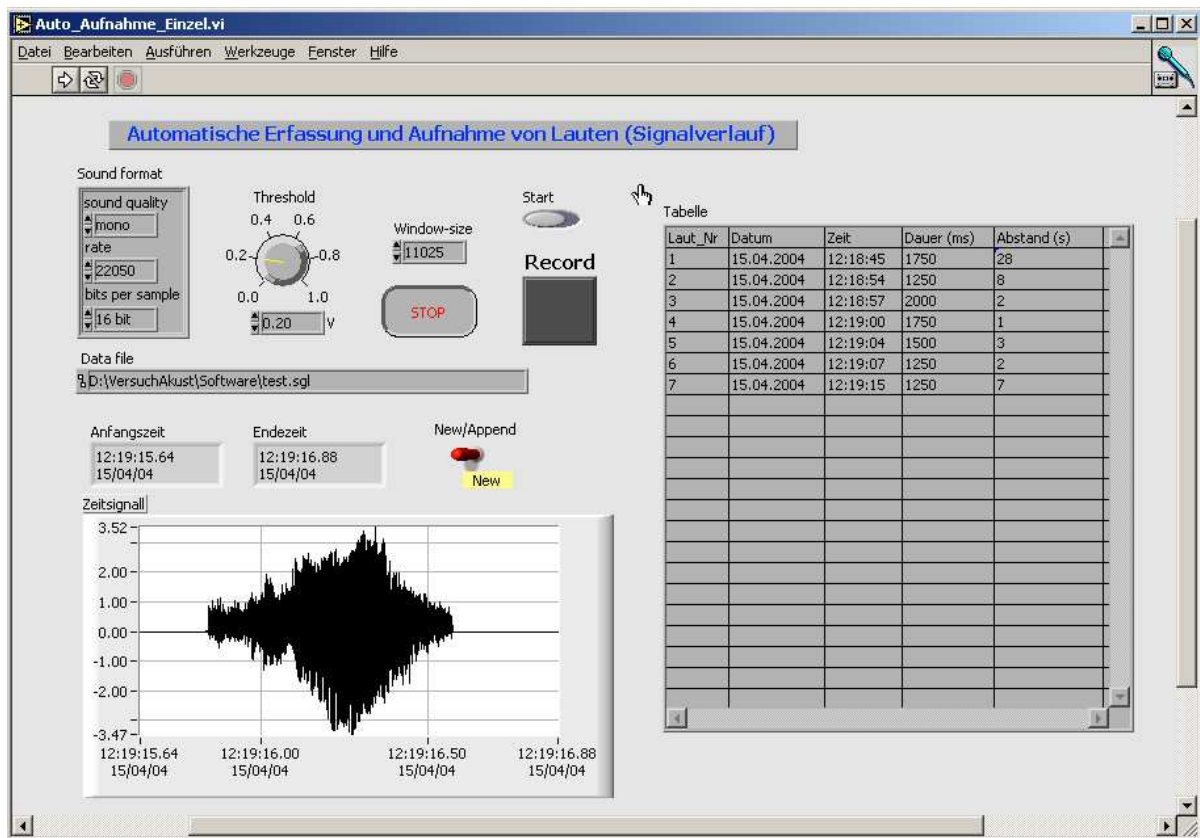 Auto_Aufnahme_Einzel.vi
Datei Bearbeiten Ausführen Werkzeuge Fenster Hilfe
Automatische Erfassung und Aufnahme von Lauten (Signalverlauf)
Sound format
sound quality
mono
rate
22050
bits per sample
16 bit
Threshold
0.4 0.6
0.2 0.8
0.0 1.0
0.20 V
Window-size
11025
STOP
Start
Record
Data file
D:\VersuchAkust\Software\test.sgl
Anfangszeit
12:19:15.64
15/04/04
Endezeit
12:19:16.88
15/04/04
New/Append
New
Zeitsignall
3.52
2.00
1.00
0.00
-1.00
-2.00
-3.47
12:19:15.64 12:19:16.00 12:19:16.50 12:19:16.88
15/04/04 15/04/04 15/04/04 15/04/04
Tabelle
Laut_Nr Datum Zeit Dauer (ms) Abstand (s)
1 15.04.2004 12:18:45 1750 28
2 15.04.2004 12:18:54 1250 8
3 15.04.2004 12:18:57 2000 2
4 15.04.2004 12:19:00 1750 1
5 15.04.2004 12:19:04 1500 3
6 15.04.2004 12:19:07 1250 2
7 15.04.2004 12:19:15 1250 7